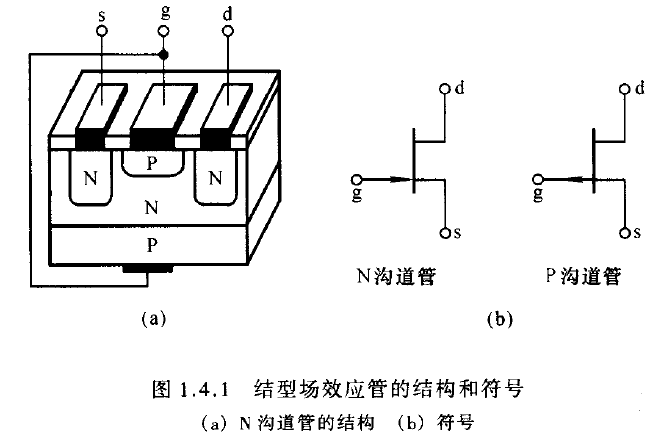 s g d
P
N N
N
P
(a)
d d
g g
s s
N沟道管 P沟道管
(b)
图 1.4.1 结型场效应管的结构和符号
(a) N沟道管的结构 (b) 符号